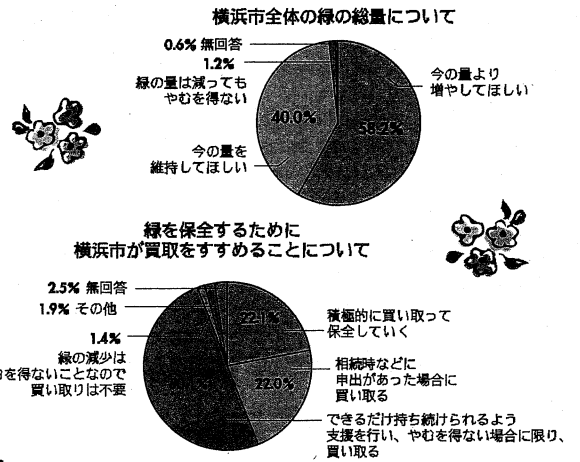 横浜市全体の緑の総量について
0.6% 無回答
1.2%
緑の量は減っても
やむを得ない
今の量より
増やしてほしい
40.0%
58.2%
今の量を
維持してほしい
緑を保全するために
横浜市が買取をすすめることについて
2.5% 無回答
1.9% その他
1.4%
緑の減少は
を得ないことなので
買い取りは不要
22.1%
積極的に買い取って
保全していく
22.0%
相続時などに
申出があった場合に
買い取る
できるだけ持ち続けられるよう
支援を行い、やむを得ない場合に限り、
買い取る